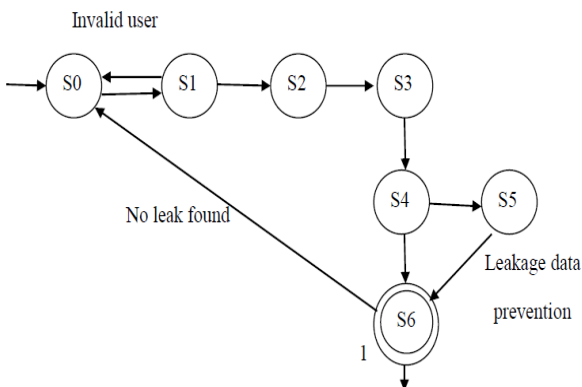 Invalid user
S0
S1
S2
S3
S4
S5
No leak found
Leakage data
prevention
S6
1